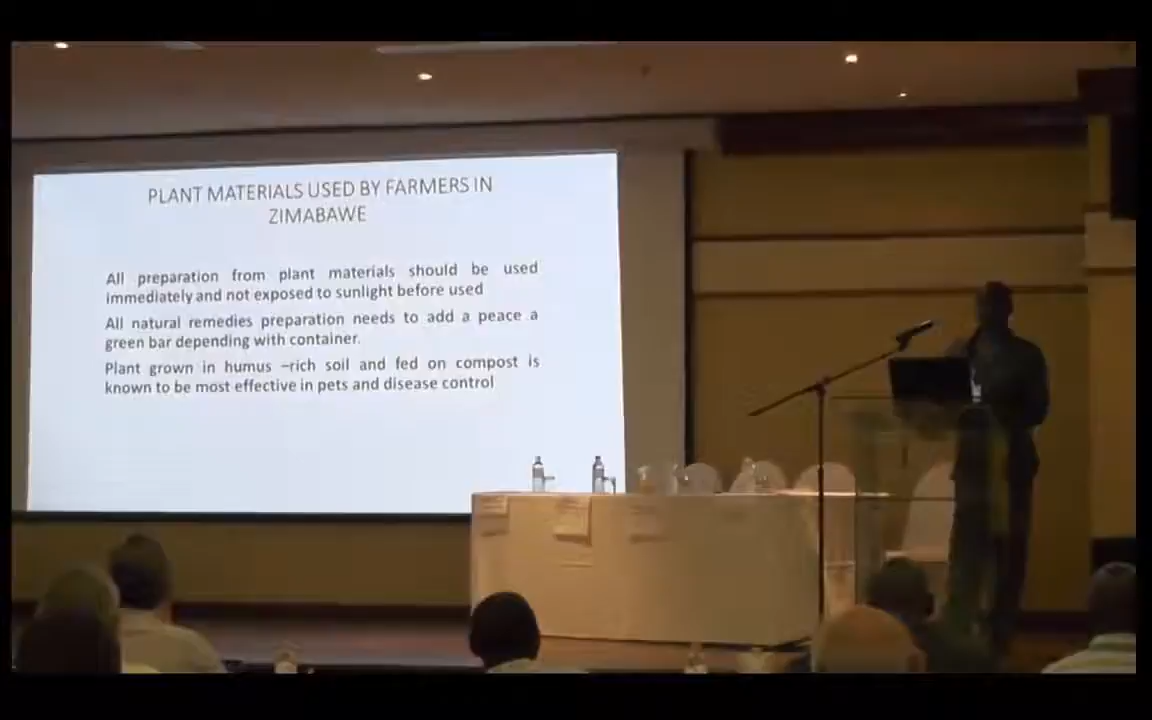 PLANT MATERIALS USED BY FARMERS IN
ZIMABAWE
All preparation from plant materials should be used
immediately and not exposed to sunlight before used
All natural remedies preparation needs to add a peace a
green bar depending with container.
Plant grown in humus –rich soil and fed on compost is
known to be most effective in pets and disease control